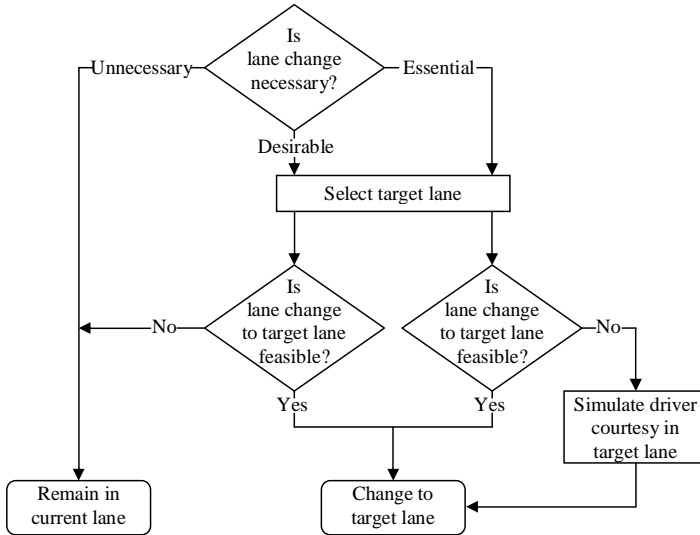 Is
lane change
necessary?
Unnecessary
Essential
Desirable
Select target lane
Is
lane change
to target lane
feasible?
Is
lane change
to target lane
feasible?
No
No
Yes
Yes
Simulate driver
courtesy in
target lane
Remain in
current lane
Change to
target lane